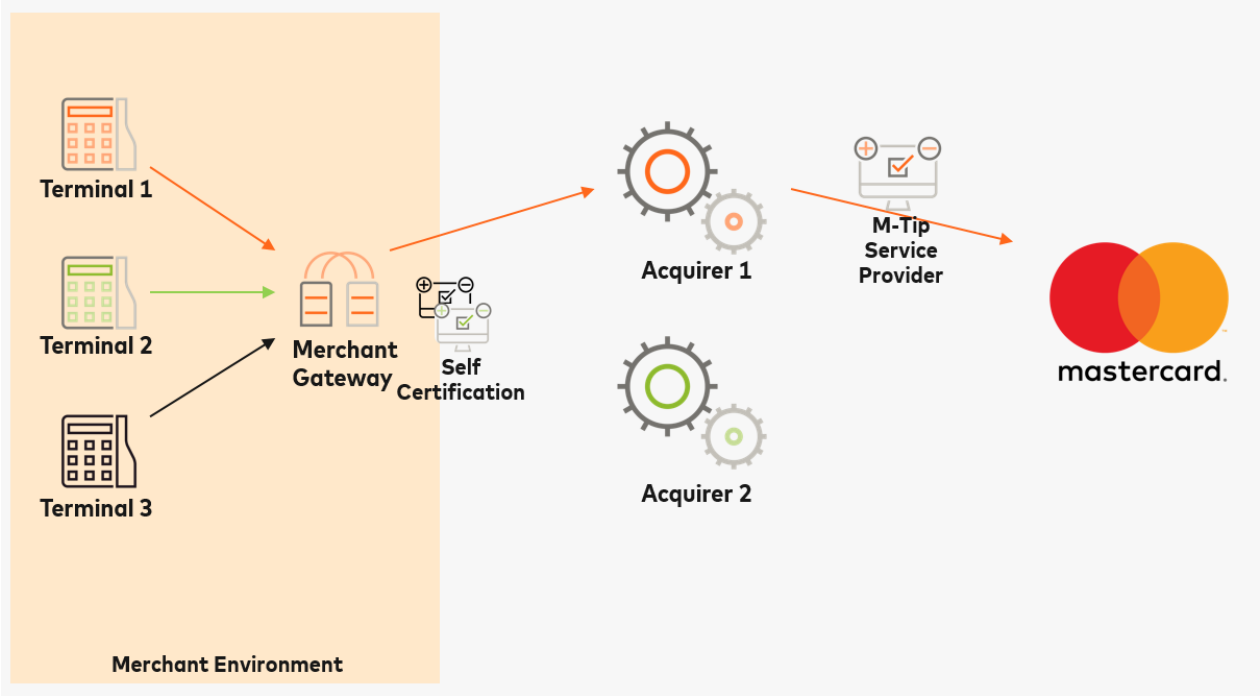 Terminal 1
Terminal 2
Terminal 3
Merchant
Gateway
Self
Certification
Merchant Environment
Acquirer 1
Acquirer 2
M-Tip
Service
Provider
mastercard.